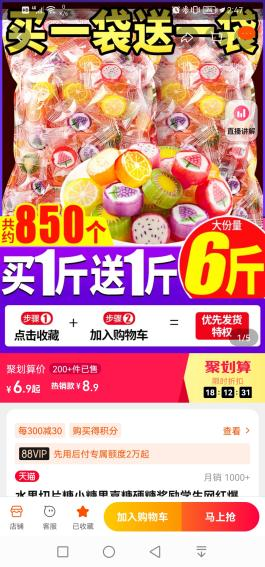 2:47
买一袋送一袋
直播讲解
共约850个
大份量
买1斤送1斤 6斤
步骤1 + 步骤2 = 优先发货
点击收藏 加入购物车 特权
1/5
聚划算价 200+件已售 聚划算
¥6.9起 热销款¥8.9 限时折扣
18:12:31
每300减30 购买得积分 查看 >
88VIP 先用后付专属额度2万起 >
天猫 月销 1000+
水果切片糖小糖果喜糖硬糖奖励学生网红爆
店铺 客服 已收藏 加入购物车 马上抢